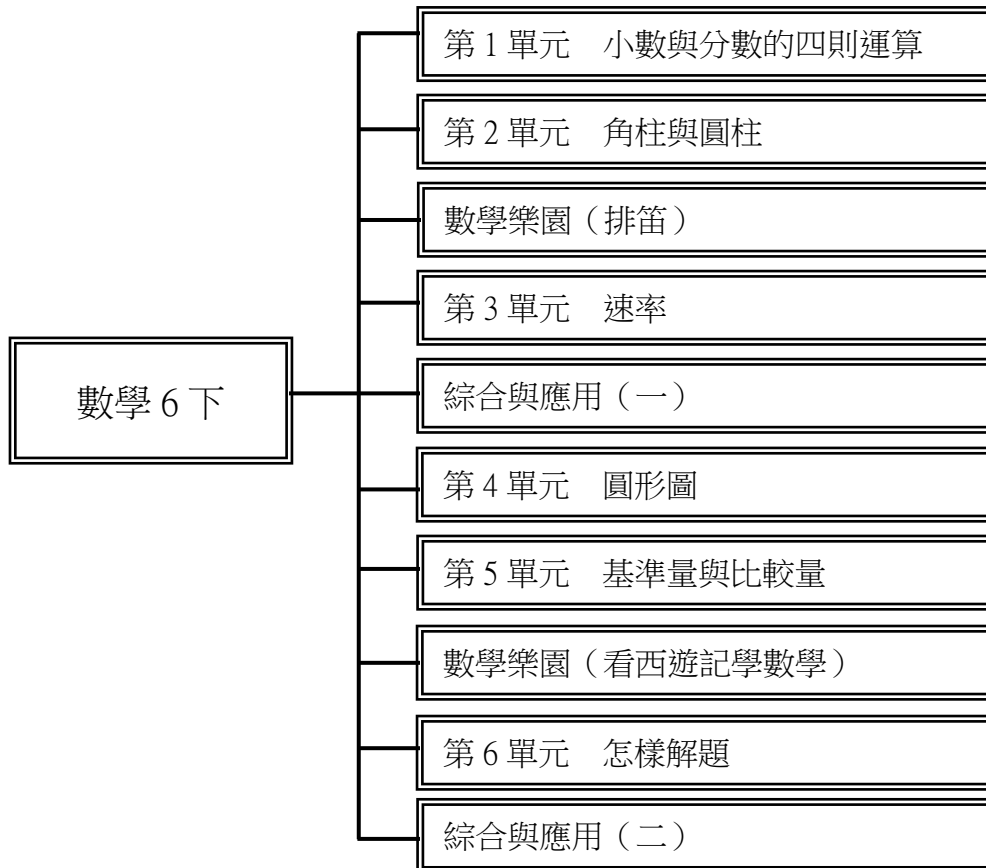 第 1 單元　小數與分數的四則運算
第 2 單元　角柱與圓柱
數學樂園（排笛）
第 3 單元　速率
數學 6 下
綜合與應用（一）
第 4 單元　圓形圖
第 5 單元　基準量與比較量
數學樂園（看西遊記學數學）
第 6 單元　怎樣解題
綜合與應用（二）